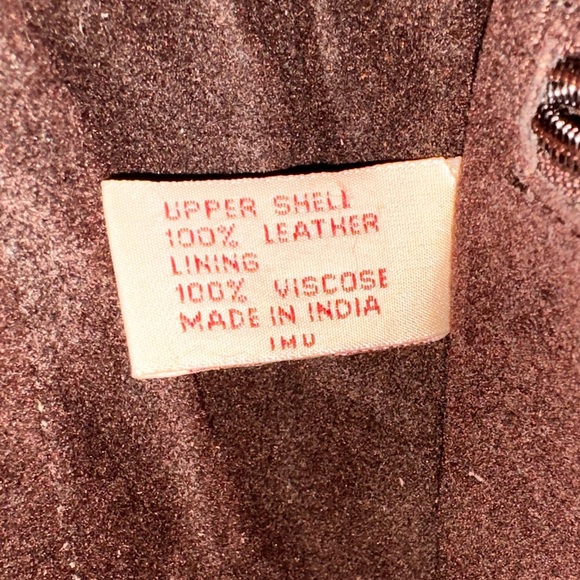 UPPER SHELL
100% LEATHER
LINING
100% VISCOSE
MADE IN INDIA
IMU